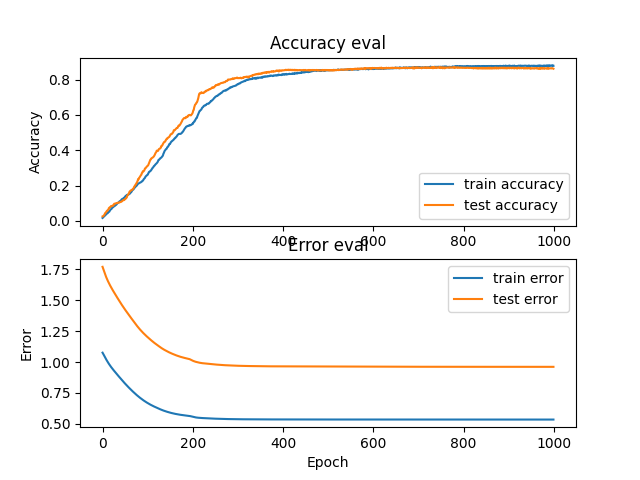 Accuracy eval
0.8
0.6
0.4
0.2
0.0
Accuracy
train accuracy
test accuracy
0 200 400 600 800 1000
Error eval
1.75
1.50
1.25
1.00
0.75
0.50
Error
train error
test error
0 200 400 600 800 1000
Epoch